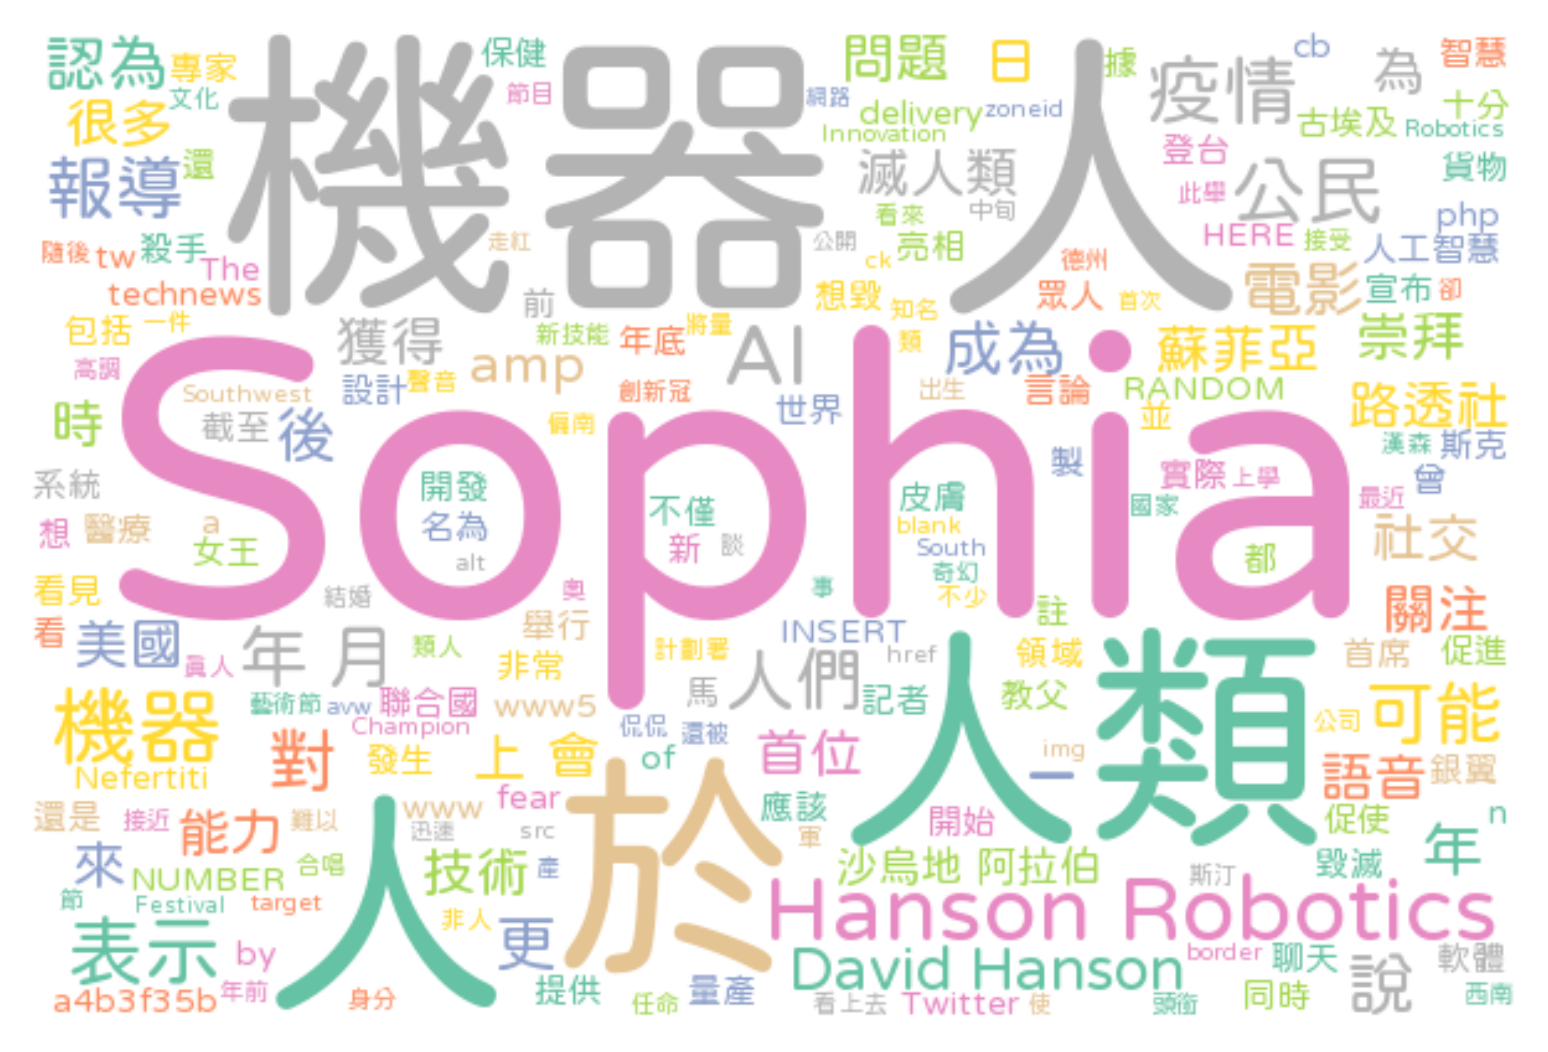 認為 專家 文化 機器人 保健 節目 網路 問題 日 據 疫情 cb 為 智慧
很多 delivery zoneid 古埃及 十分 Robotics
Innovation 登台 貨物
報導 還 滅人類 此舉 公民
看來 中旬 php
隨後 tw 殺手 The 走紅 公開 亮相 HERE 接受 人工智慧
technews 前 ck 德州 電影 宣布 卻
想毀 知名 眾人 首次
包括 一件 獲得 新技能 年底 將量 AI 類 成為 蘇菲亞 崇拜
高調 設計 聲音 amp 創新冠 出生 言論 RANDOM
Southwest 世界 並 路透社
時 截至 後 偏南 漢森 斯克
Sophia
系統 開發 不僅 皮膚 製 實際 上學 曾
想 醫療 a 名為 新 談 blank 國家 最近
女王 alt South 都 社交
看見 結婚 奧 事 奇幻 不少 註 關注
看 美國 真人 年 月 類人 舉行 計劃署 INSERT href 人類 領域 首席 促進
非常 人們
機器 藝術節 avw 聯合國 www5 馬 記者 教父 公司 可能
Champion 侃侃 還被
Nefertiti 對 發生 上 會 of 首位 img 一 語音 銀翼
還是 接近 能力 難以 www fear 於 應該 開始 促使 n
迅速 src 軍 年
來 NUMBER 合唱 人 技術 產 沙烏地 阿拉伯 斯汀 毀滅
節 Festival target 非人 Hanson Robotics
表示 by 更 David Hanson border 聊天 說 軟體
a4b3f35b 年前 身分 提供 任命 量產 看上去 Twitter 使 頭銜 同時 西南